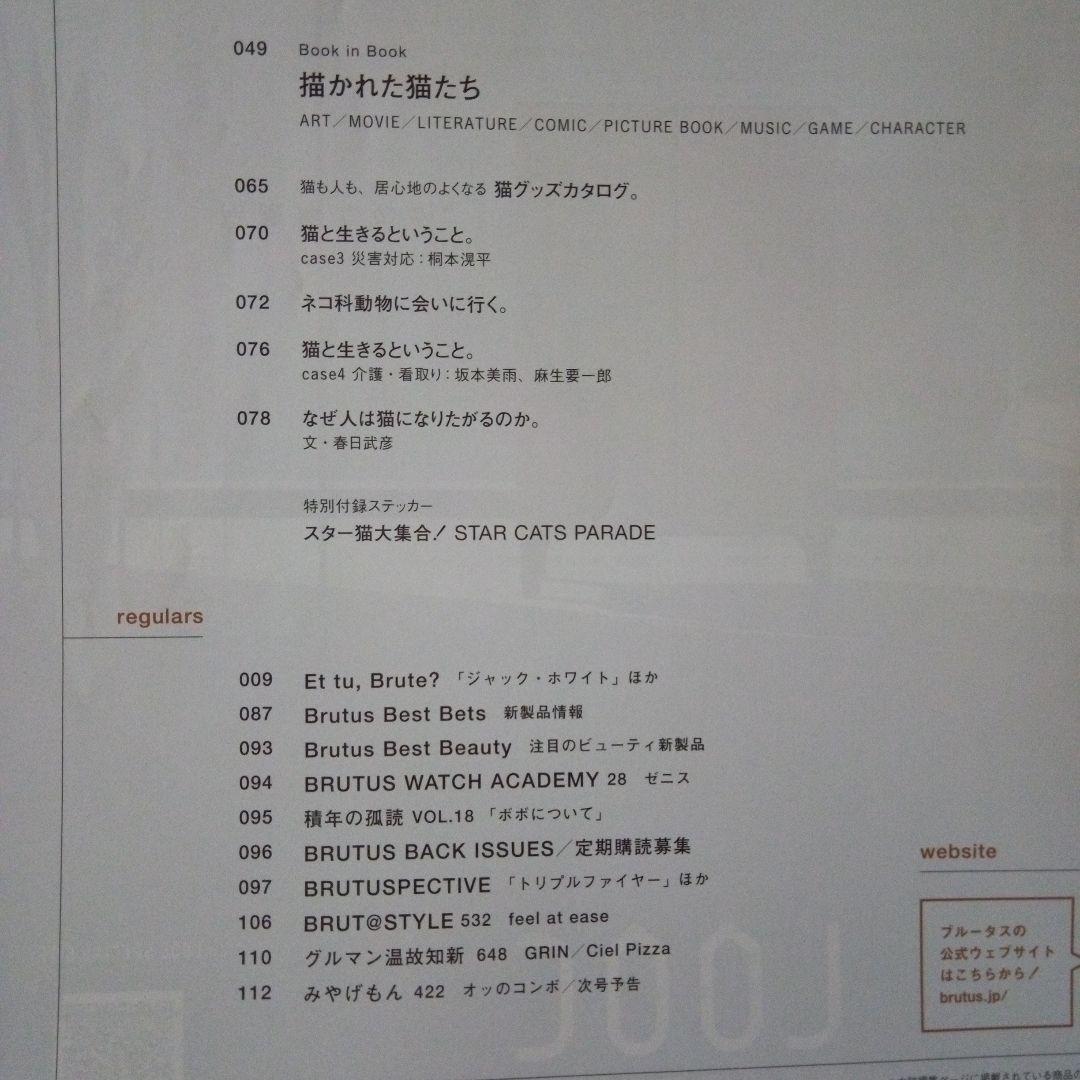 049 Book in Book
描かれた猫たち
ART／MOVIE／LITERATURE／COMIC／PICTURE BOOK／MUSIC／GAME／CHARACTER
065 猫も人も、居心地のよくなる 猫グッズカタログ。
070 猫と生きるということ。
case3 災害対応：桐本滉平
072 ネコ科動物に会いに行く。
076 猫と生きるということ。
case4 介護・看取り：坂本美雨、麻生要一郎
078 なぜ人は猫になりたがるのか。
文・春日武彦
特別付録ステッカー
スター猫大集合！ STAR CATS PARADE
regulars
009 Et tu, Brute? 「ジャック・ホワイト」ほか
087 Brutus Best Bets 新製品情報
093 Brutus Best Beauty 注目のビューティ新製品
094 BRUTUS WATCH ACADEMY 28 ゼニス
095 積年の孤読 VOL.18 「ボボについて」
096 BRUTUS BACK ISSUES／定期購読募集
097 BRUTUSPECTIVE 「トリプルファイヤー」ほか
106 BRUT@STYLE 532 feel at ease
110 グルマン温故知新 648 GRIN／Ciel Pizza
112 みやげもん 422 オッのコンボ／次号予告
website
ブルータスの
公式ウェブサイト
はこちらから！
brutus.jp/